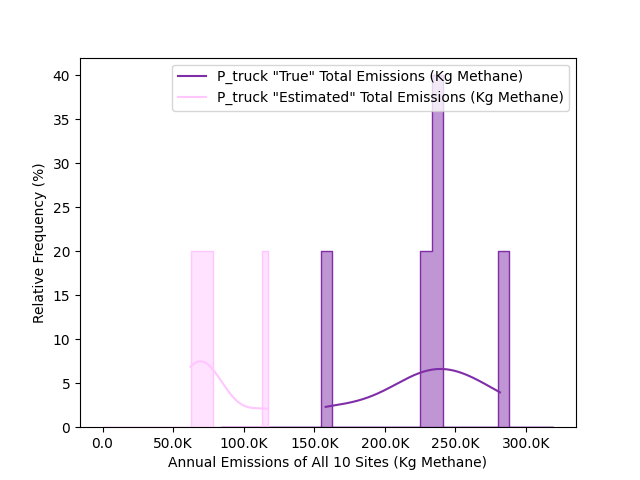 P_truck "True" Total Emissions (Kg Methane)
P_truck "Estimated" Total Emissions (Kg Methane)
40
35
30
25
20
15
10
5
0
Relative Frequency (%)
0.0 50.0K 100.0K 150.0K 200.0K 250.0K 300.0K
Annual Emissions of All 10 Sites (Kg Methane)